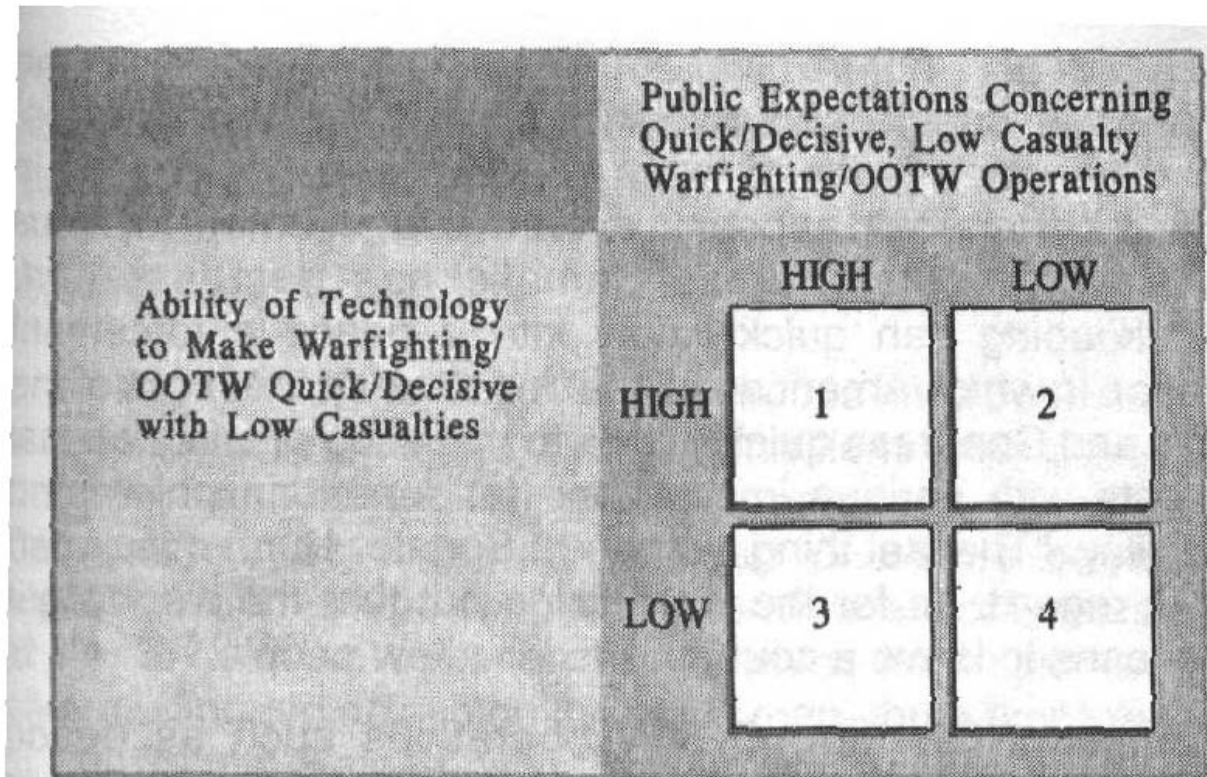 Public Expectations Concerning
Quick/Decisive, Low Casualty
Warfighting/OOTW Operations
Ability of Technology
to Make Warfighting/
OOTW Quick/Decisive
with Low Casualties
HIGH LOW
HIGH 1 2
LOW 3 4